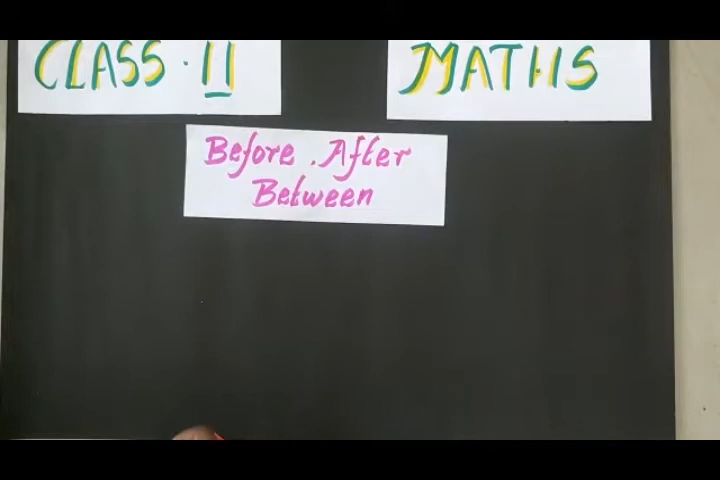 CLASS. II
MATHS
Before, After
Between